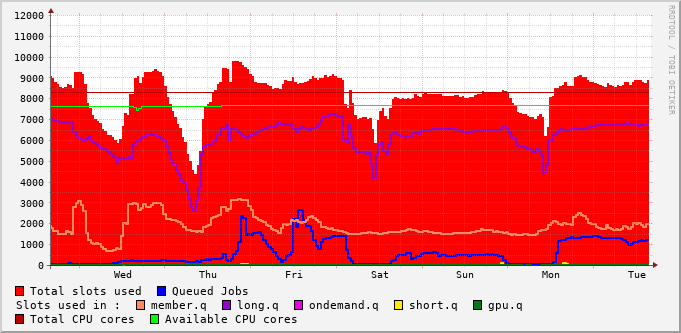 12000
11000
10000
9000
8000
7000
6000
5000
4000
3000
2000
1000
0
Wed Thu Fri Sat Sun Mon Tue
RRDTOOL / TOBI OETIKER
Total slots used Queued Jobs
Slots used in : member.q long.q ondemand.q short.q gpu.q
Total CPU cores Available CPU cores